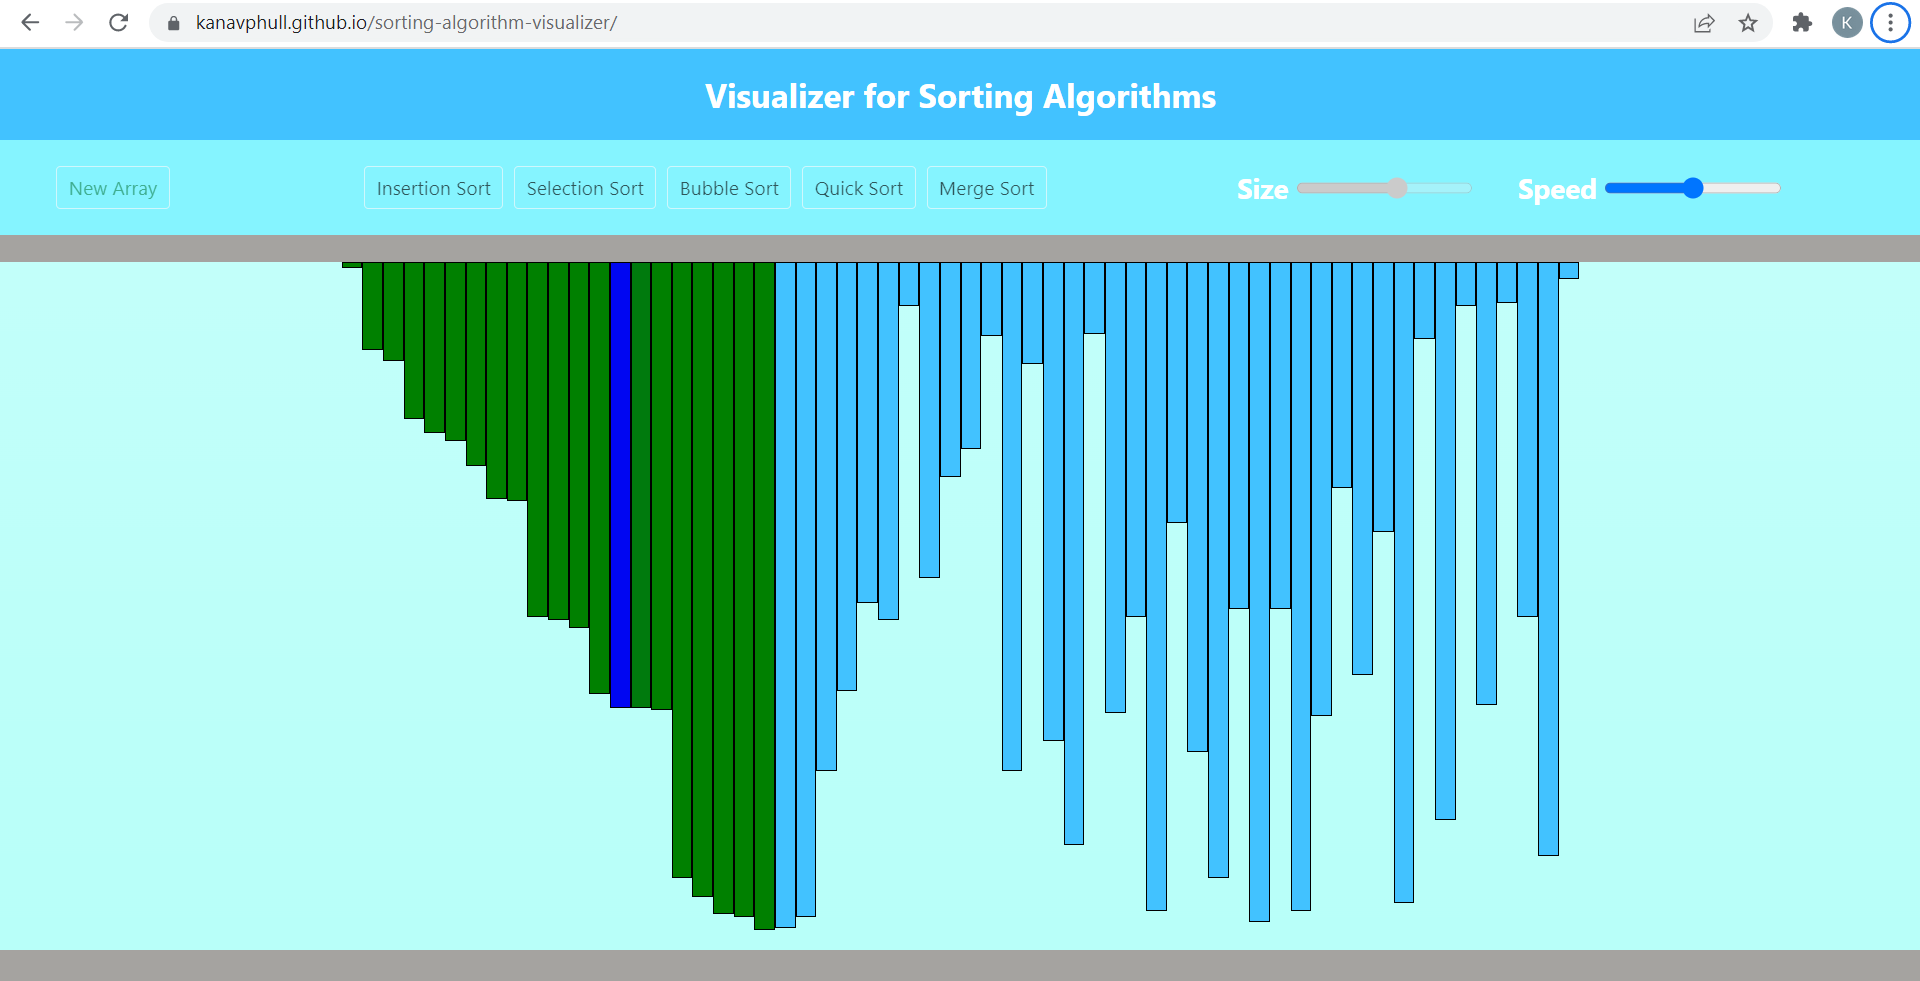 kanavphull.github.io/sorting-algorithm-visualizer/
K
Visualizer for Sorting Algorithms
New Array Insertion Sort Selection Sort Bubble Sort Quick Sort Merge Sort Size Speed